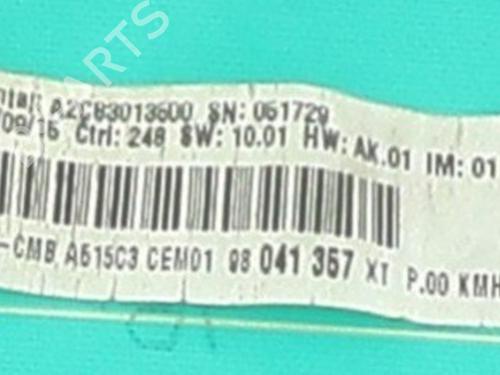 PARTS
A2C83013600 SN: 051729
/09/15 Ctrl: 248 SW: 10.01 HW: AK.01 IM: 01
-CMB A515C3 CEM01 98 041 357 XT P.00 KMH